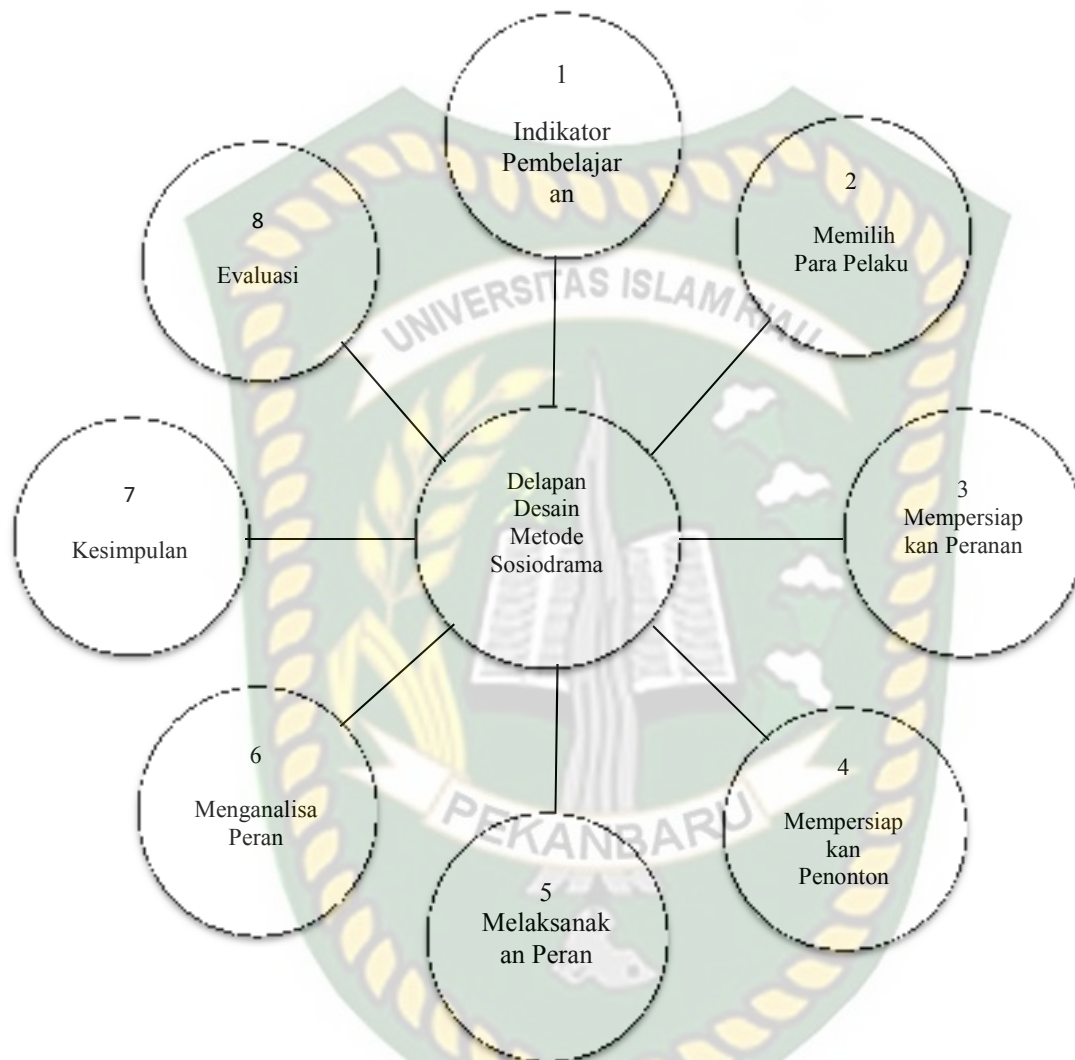 1
Indikator
Pembelajar
an
2
Memilih
Para Pelaku
8
Evaluasi
UNIVERSITAS ISLAM RIAU
Delapan
Desain
Metode
Sosiodrama
3
Mempersiap
kan Peranan
7
Kesimpulan
6
Menganalisa
Peran
4
Mempersiap
kan
Penonton
PEKANBARU
5
Melaksanak
an Peran